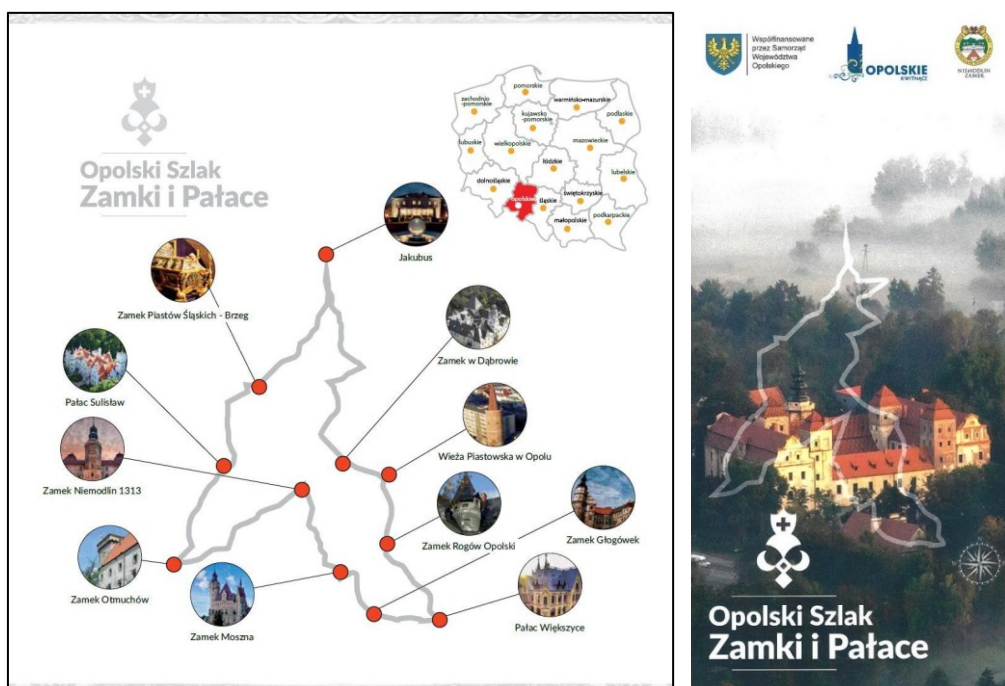 Opolski Szlak
Zamki i Pałace
pomorskie
zachodnio
-pomorskie
warmińsko-mazurskie
kujawsko
-pomorskie
podlaskie
lubuskie
wielkopolskie
mazowieckie
łódzkie
lubelskie
dolnośląskie
opolskie
śląskie
świętokrzyskie
małopolskie
podkarpackie
Jakubus
Zamek Piastów Śląskich - Brzeg
Zamek w Dąbrowie
Pałac Sulisław
Wieża Piastowska w Opolu
Zamek Niemodlin 1313
Zamek Rogów Opolski
Zamek Głogówek
Zamek Otmuchów
Zamek Moszna
Pałac Większyce
Współfinansowane
przez Samorząd
Województwa
Opolskiego
OPOLSKIE
KWITNĄCE
NIEMODLIN
ZAMEK
Opolski Szlak
Zamki i Pałace